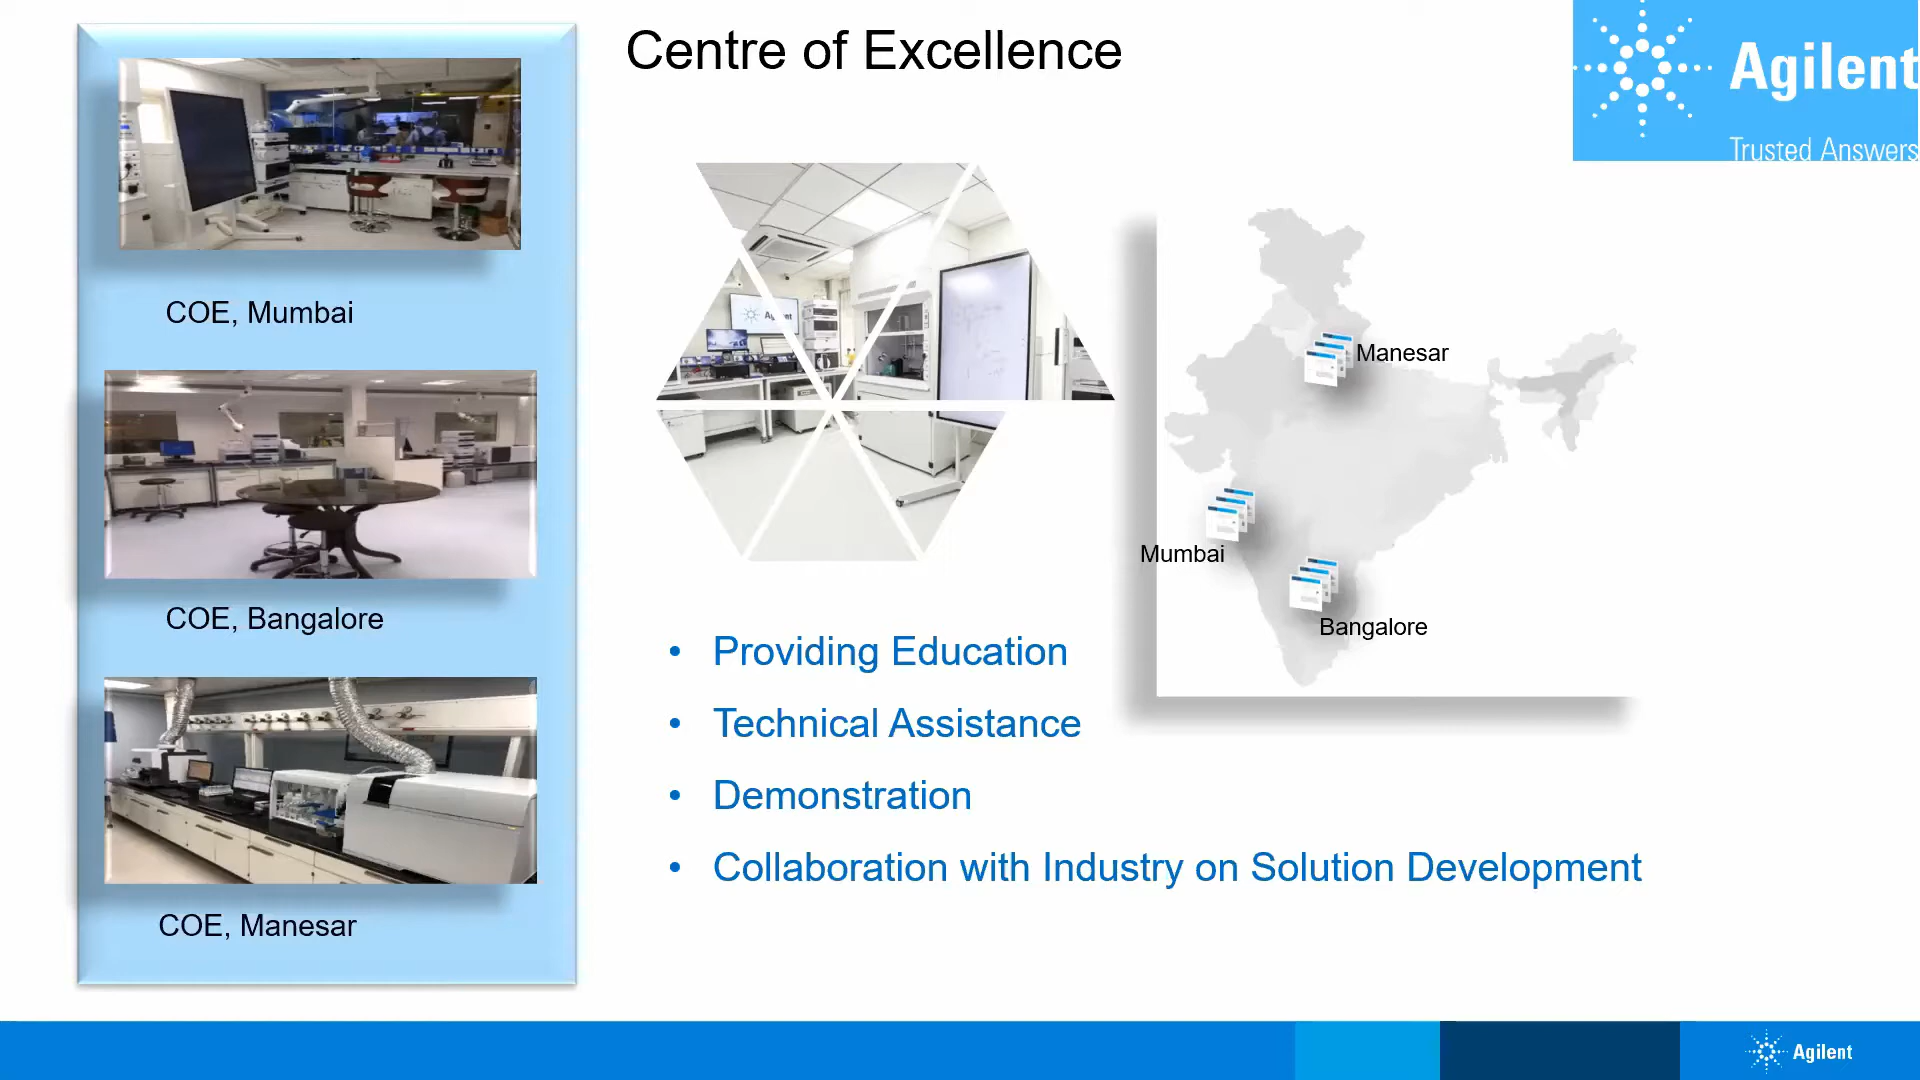 Centre of Excellence
Agilent
Trusted Answers
COE, Mumbai
COE, Bangalore
COE, Manesar
Agilent
Manesar
Mumbai
Bangalore
• Providing Education
• Technical Assistance
• Demonstration
• Collaboration with Industry on Solution Development
Agilent